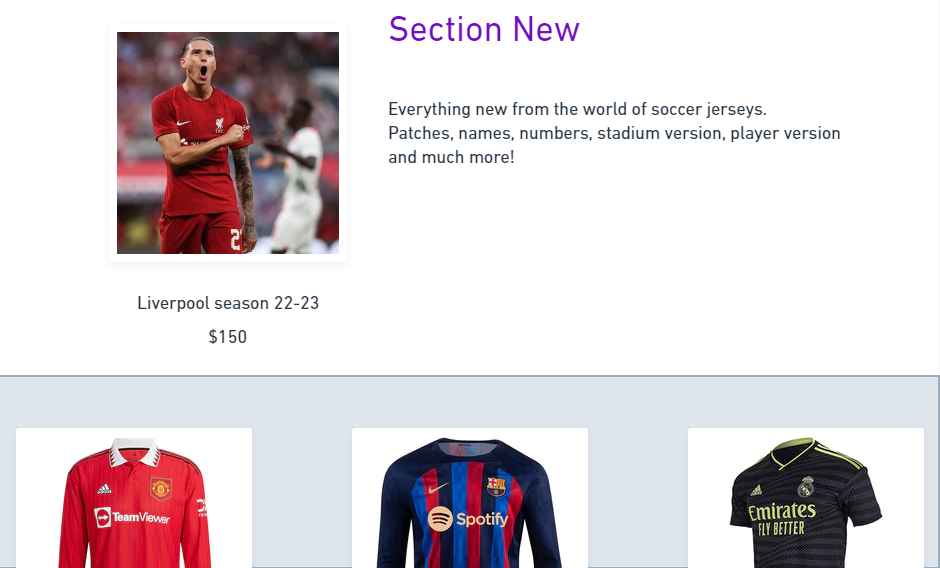 Section New
Everything new from the world of soccer jerseys.
Patches, names, numbers, stadium version, player version
and much more!
Liverpool season 22-23
$150
TeamViewer
Spotify
Emirates
FLY BETTER